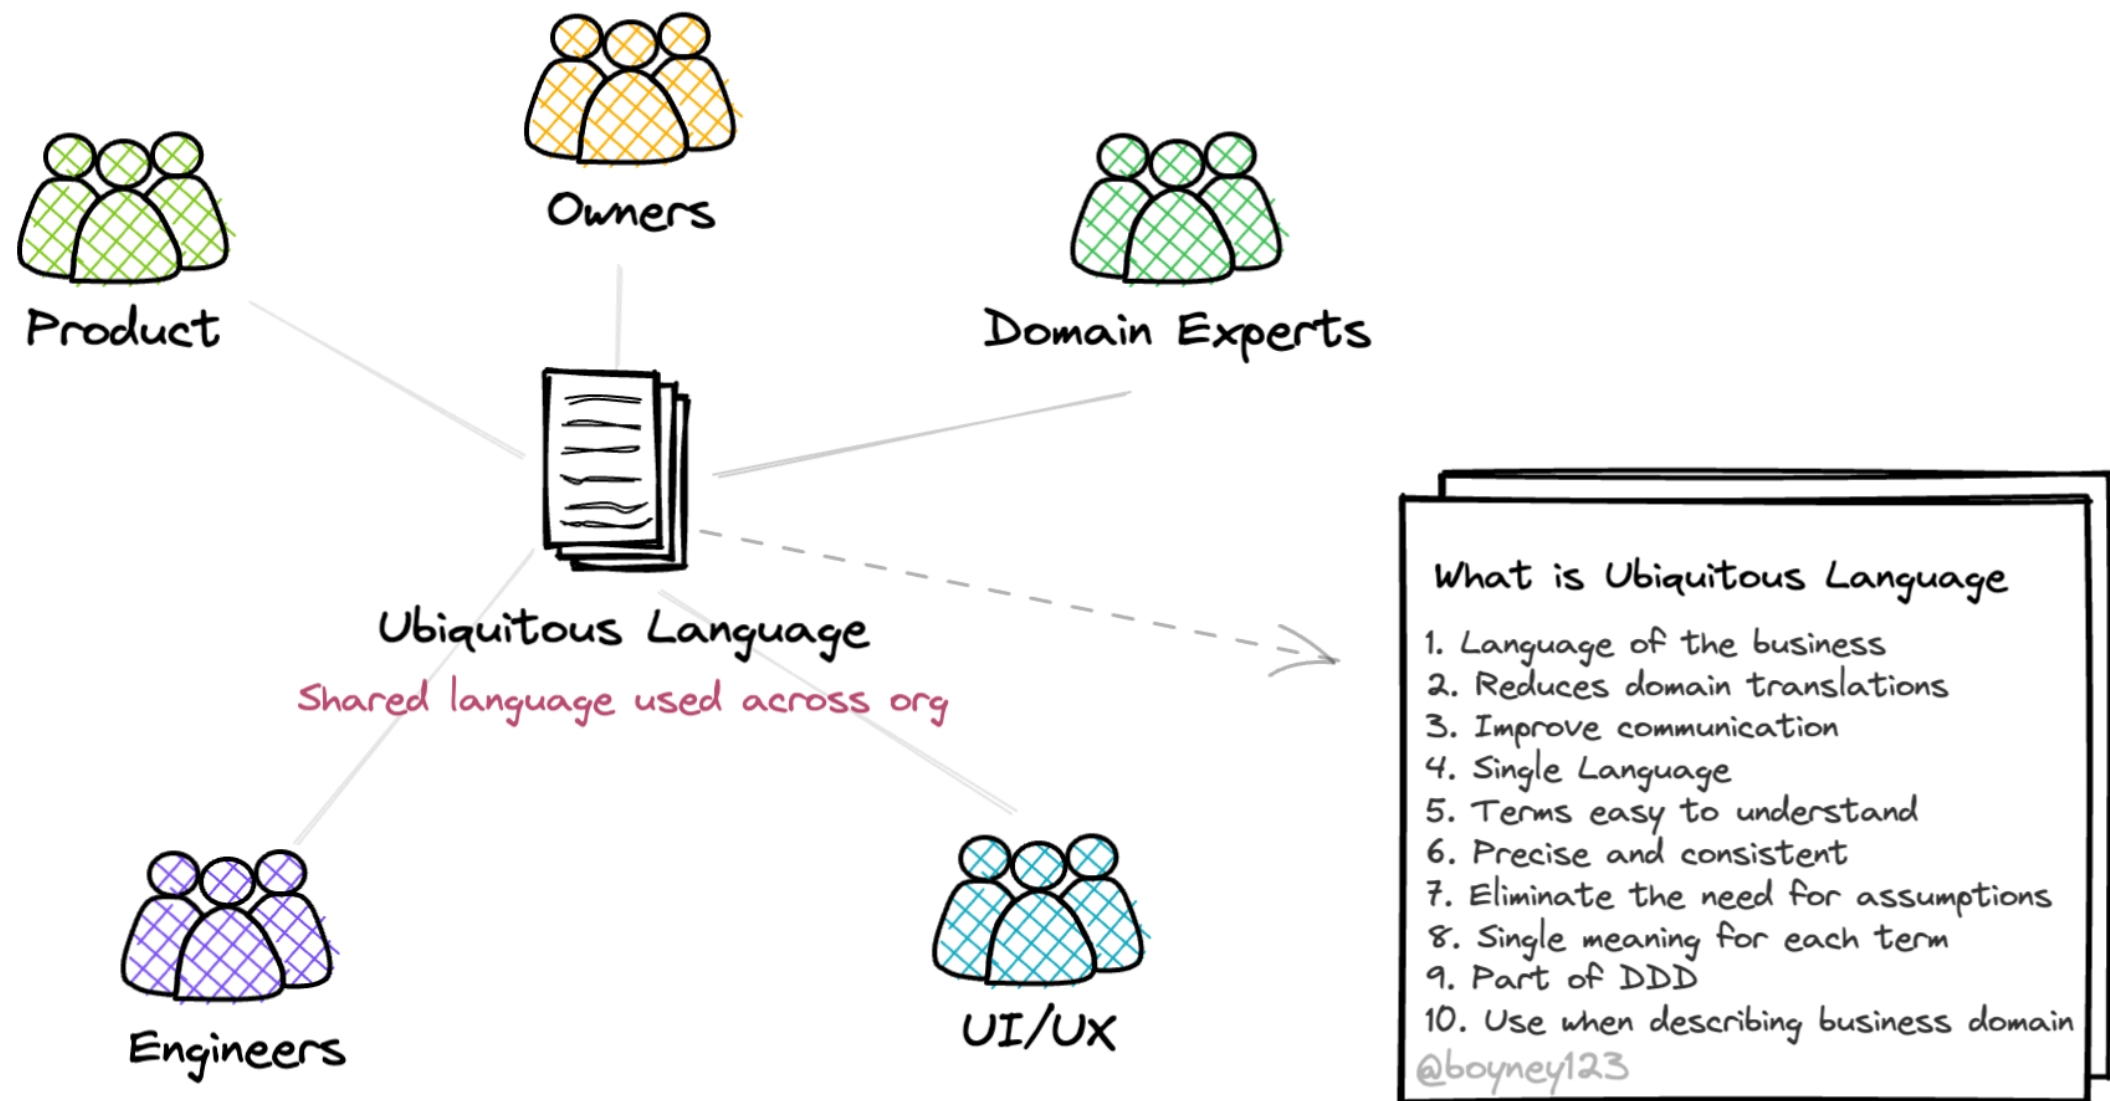 Owners
Product
Domain Experts
Ubiquitous Language
Shared language used across org
Engineers
UI/UX
What is Ubiquitous Language
1. Language of the business
2. Reduces domain translations
3. Improve communication
4. Single Language
5. Terms easy to understand
6. Precise and consistent
7. Eliminate the need for assumptions
8. Single meaning for each term
9. Part of DDD
10. Use when describing business domain
@boyney123